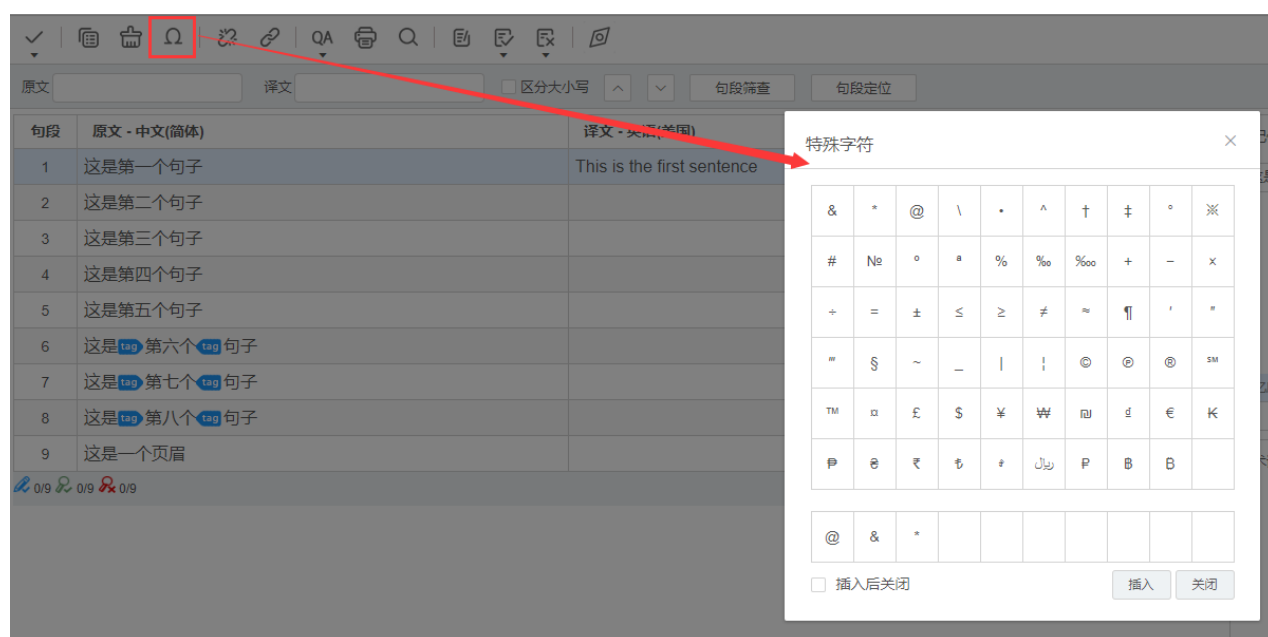 Ω QA
原文 译文 区分大小写 句段筛查 句段定位
句段 原文 - 中文(简体) 译文 - 英语(美国)
1 这是第一个句子 This is the first sentence
2 这是第二个句子
3 这是第三个句子
4 这是第四个句子
5 这是第五个句子
6 这是tag第六个tag句子
7 这是tag第七个tag句子
8 这是tag第八个tag句子
9 这是一个页眉
0/9 0/9 0/9
特殊字符 ×
& * @ \ • ^ † ‡ ° ※
# № º ª % ‰ ‱ + − ×
÷ = ± ≤ ≥ ≠ ≈ ¶ ′ ″
‴ § ~ _ | ¦ © ℗ ® ℠
™ ¤ £ $ ¥ ₩ ₪ ₫ € ₭
₱ ₴ ₹ ₺ ﷼ ₽ ฿ B
@ & *
插入后关闭 插入 关闭